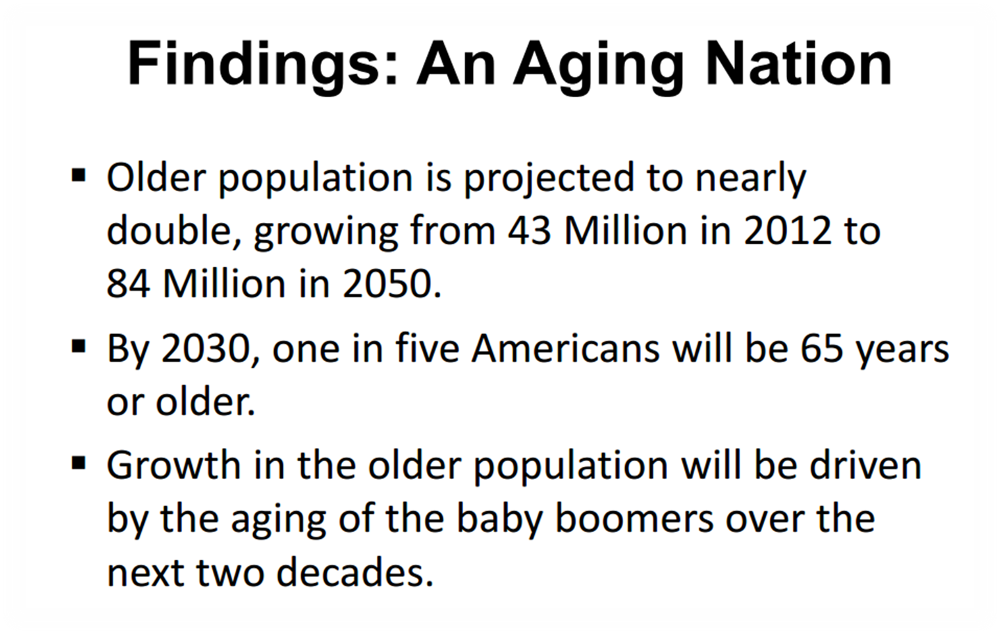 Findings: An Aging Nation
▪ Older population is projected to nearly
double, growing from 43 Million in 2012 to
84 Million in 2050.
▪ By 2030, one in five Americans will be 65 years
or older.
▪ Growth in the older population will be driven
by the aging of the baby boomers over the
next two decades.